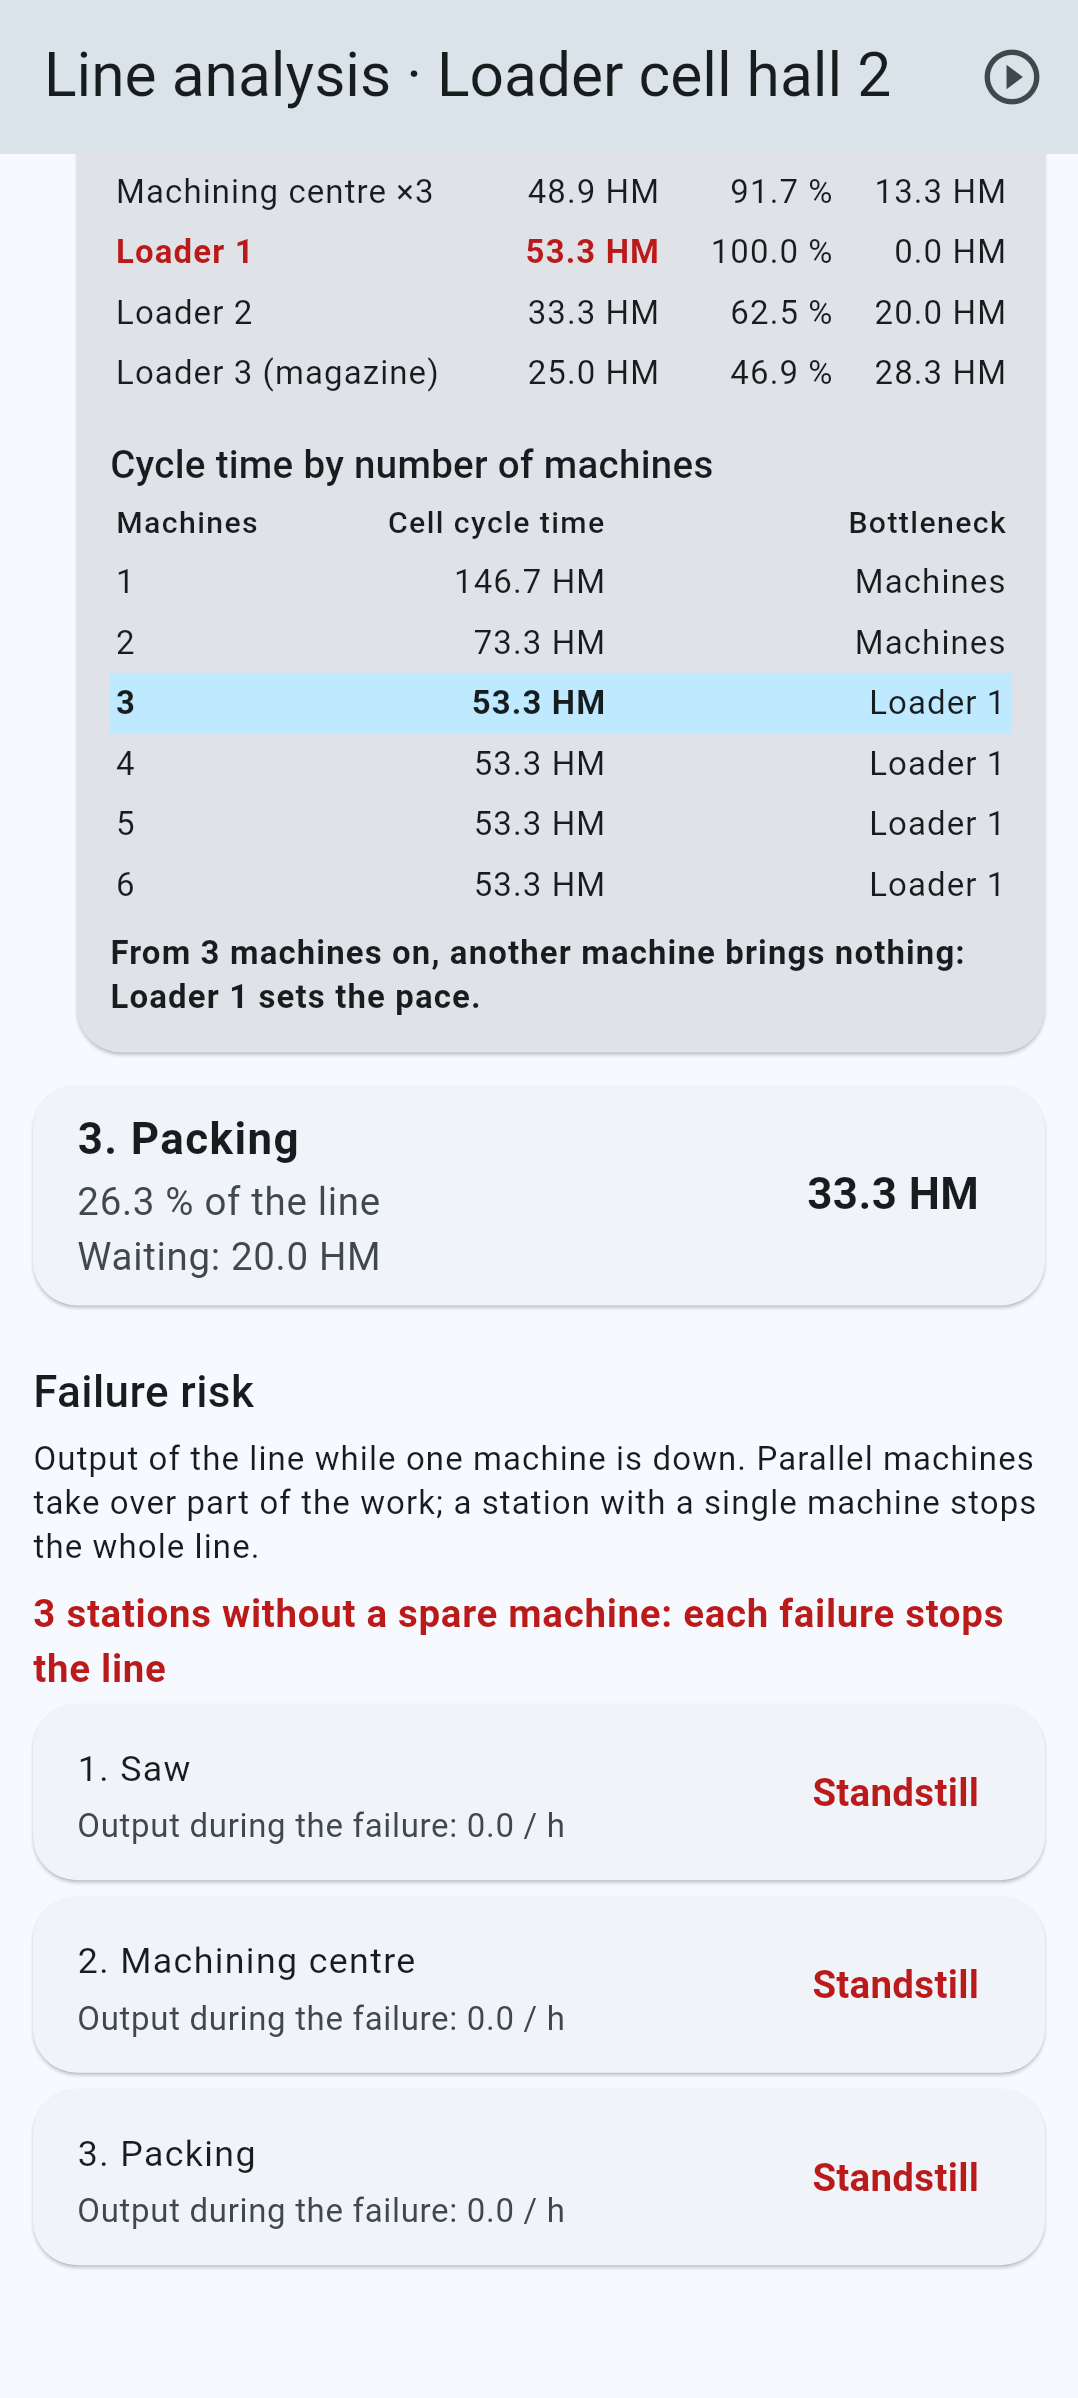 Line analysis · Loader cell hall 2
Machining centre ×3 48.9 HM 91.7 % 13.3 HM
Loader 1 53.3 HM 100.0 % 0.0 HM
Loader 2 33.3 HM 62.5 % 20.0 HM
Loader 3 (magazine) 25.0 HM 46.9 % 28.3 HM
Cycle time by number of machines
Machines Cell cycle time Bottleneck
1 146.7 HM Machines
2 73.3 HM Machines
3 53.3 HM Loader 1
4 53.3 HM Loader 1
5 53.3 HM Loader 1
6 53.3 HM Loader 1
From 3 machines on, another machine brings nothing:
Loader 1 sets the pace.
3. Packing
26.3 % of the line
33.3 HM
Waiting: 20.0 HM
Failure risk
Output of the line while one machine is down. Parallel machines
take over part of the work; a station with a single machine stops
the whole line.
3 stations without a spare machine: each failure stops
the line
1. Saw
Standstill
Output during the failure: 0.0 / h
2. Machining centre
Standstill
Output during the failure: 0.0 / h
3. Packing
Standstill
Output during the failure: 0.0 / h